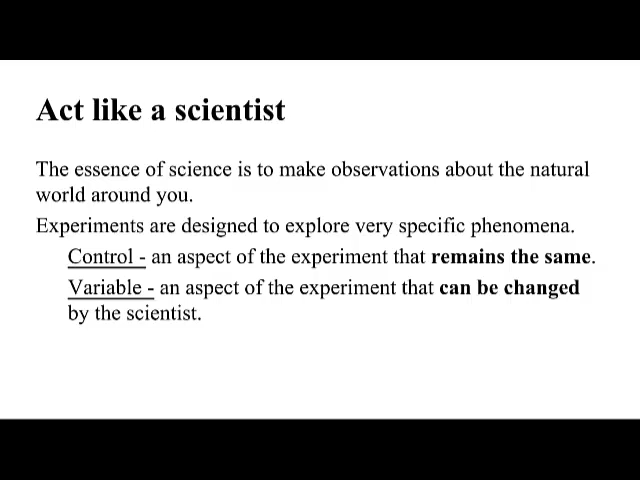 Act like a scientist
The essence of science is to make observations about the natural
world around you.
Experiments are designed to explore very specific phenomena.
Control - an aspect of the experiment that remains the same.
Variable - an aspect of the experiment that can be changed
by the scientist.